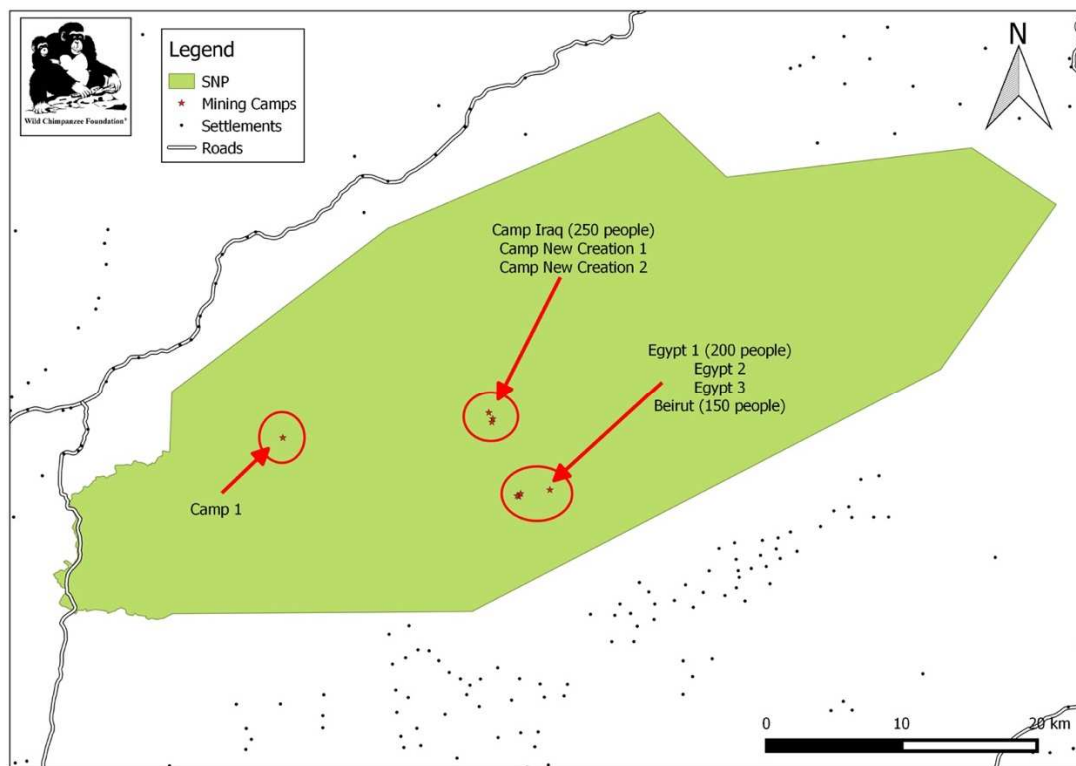 Wild Chimpanzee Foundation®
Legend
SNP
Mining Camps
Settlements
Roads
N
Camp Iraq (250 people)
Camp New Creation 1
Camp New Creation 2
Egypt 1 (200 people)
Egypt 2
Egypt 3
Beirut (150 people)
Camp 1
0 10 20 km